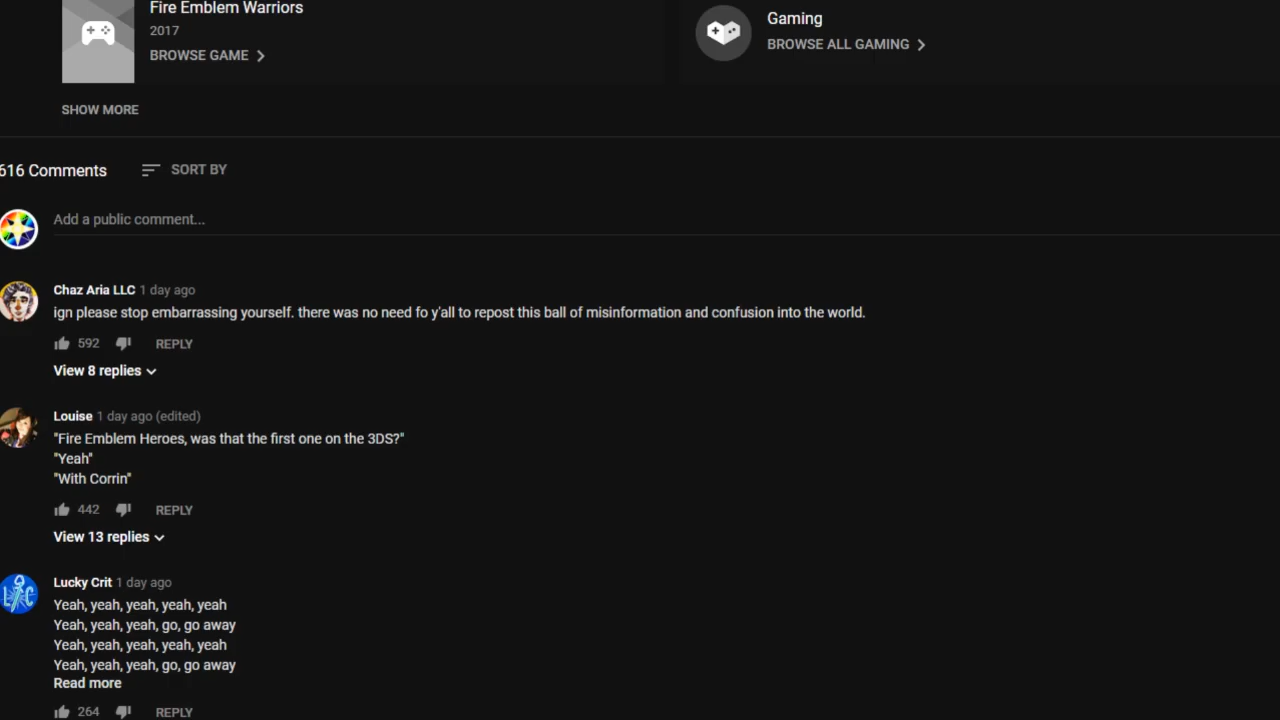 Fire Emblem Warriors
2017
BROWSE GAME
Gaming
BROWSE ALL GAMING
SHOW MORE
616 Comments
SORT BY
Add a public comment...
Chaz Aria LLC 1 day ago
ign please stop embarrassing yourself. there was no need fo y'all to repost this ball of misinformation and confusion into the world.
592 REPLY
View 8 replies
Louise 1 day ago (edited)
"Fire Emblem Heroes, was that the first one on the 3DS?"
"Yeah"
"With Corrin"
442 REPLY
View 13 replies
LC
Lucky Crit 1 day ago
Yeah, yeah, yeah, yeah, yeah
Yeah, yeah, yeah, go, go away
Yeah, yeah, yeah, yeah, yeah
Yeah, yeah, yeah, go, go away
Read more
264 REPLY